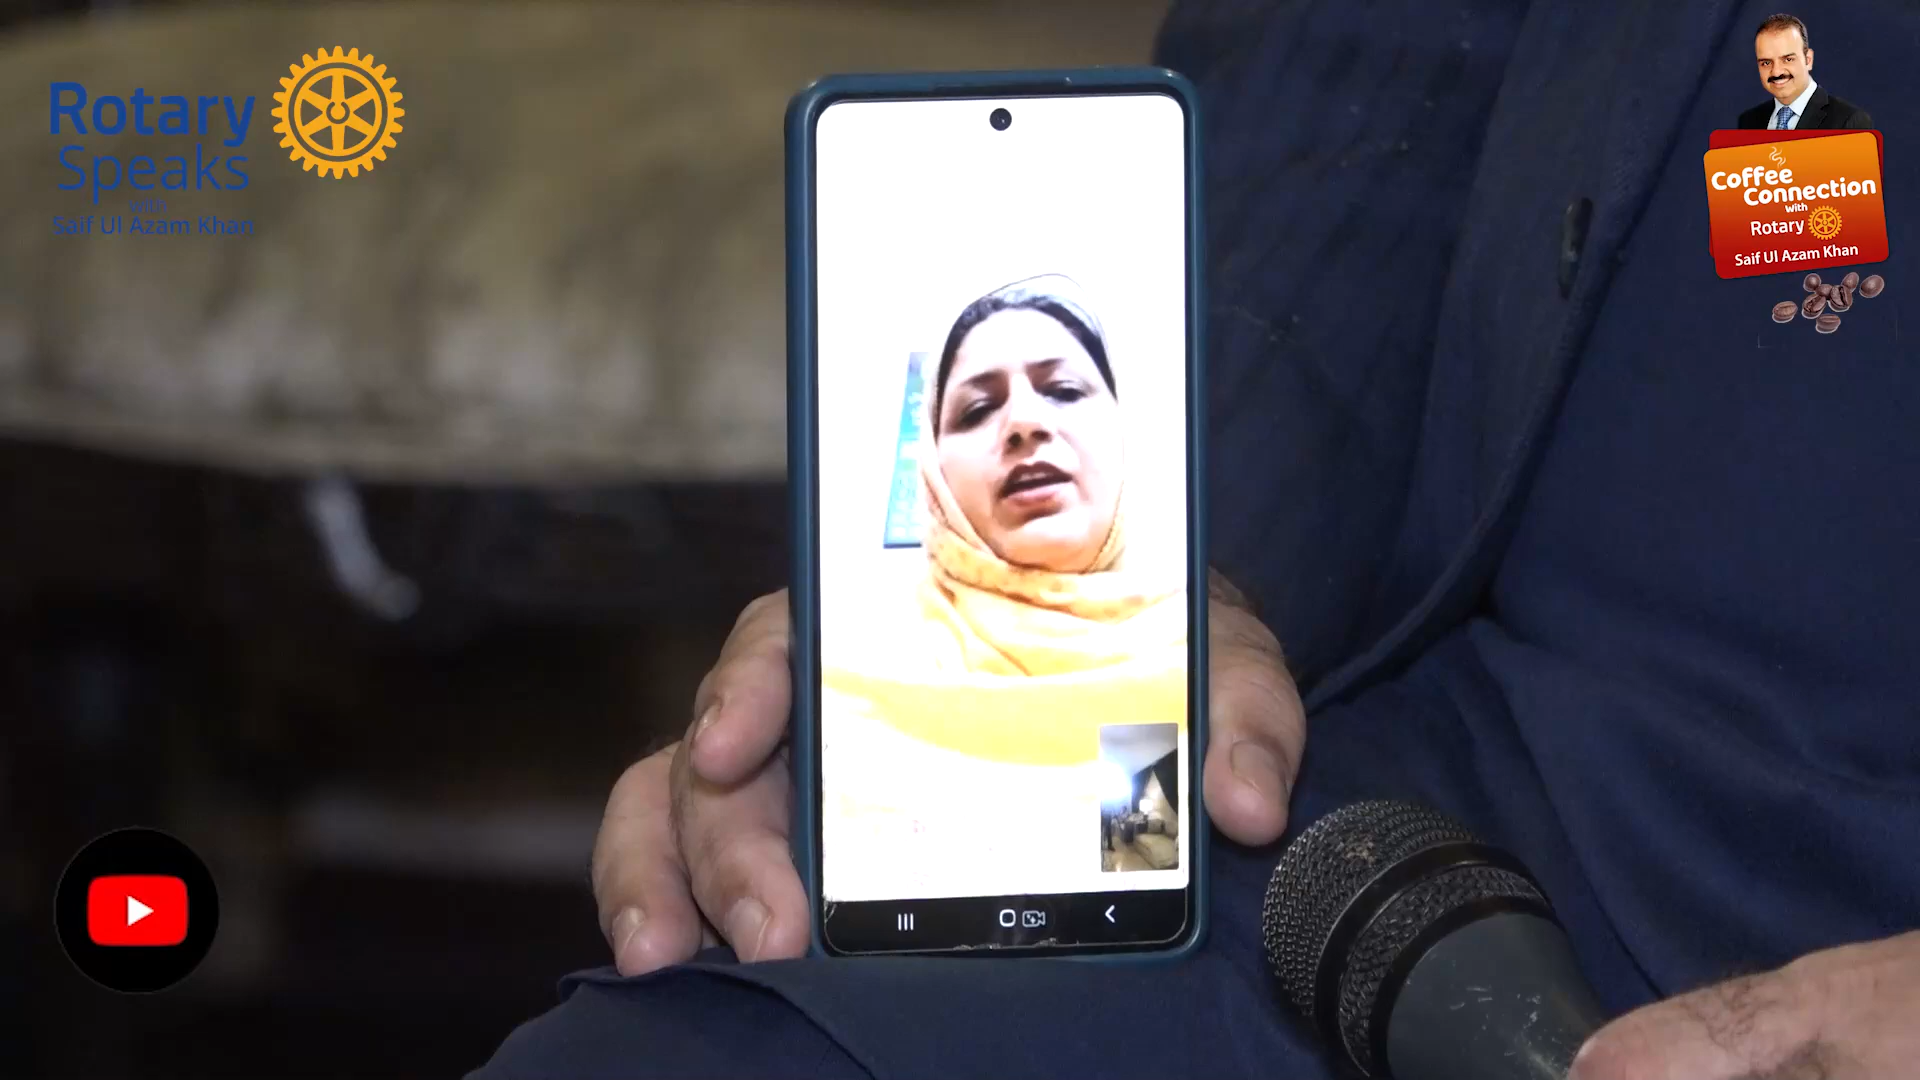 Rotary
Speaks
with
Saif Ul Azam Khan
Coffee
Connection
with
Rotary
Saif Ul Azam Khan